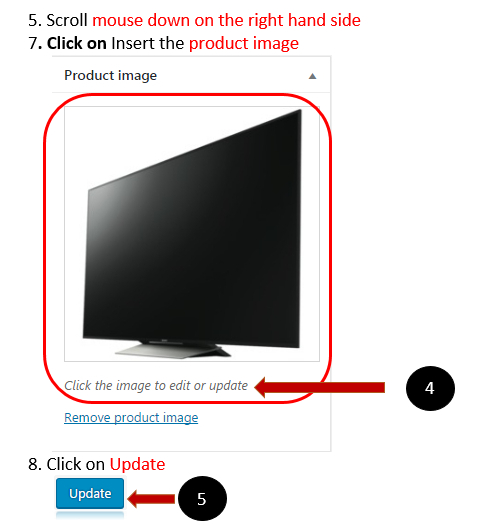 5. Scroll mouse down on the right hand side
7. Click on Insert the product image
Product image
Click the image to edit or update
4
Remove product image
8. Click on Update
Update
5